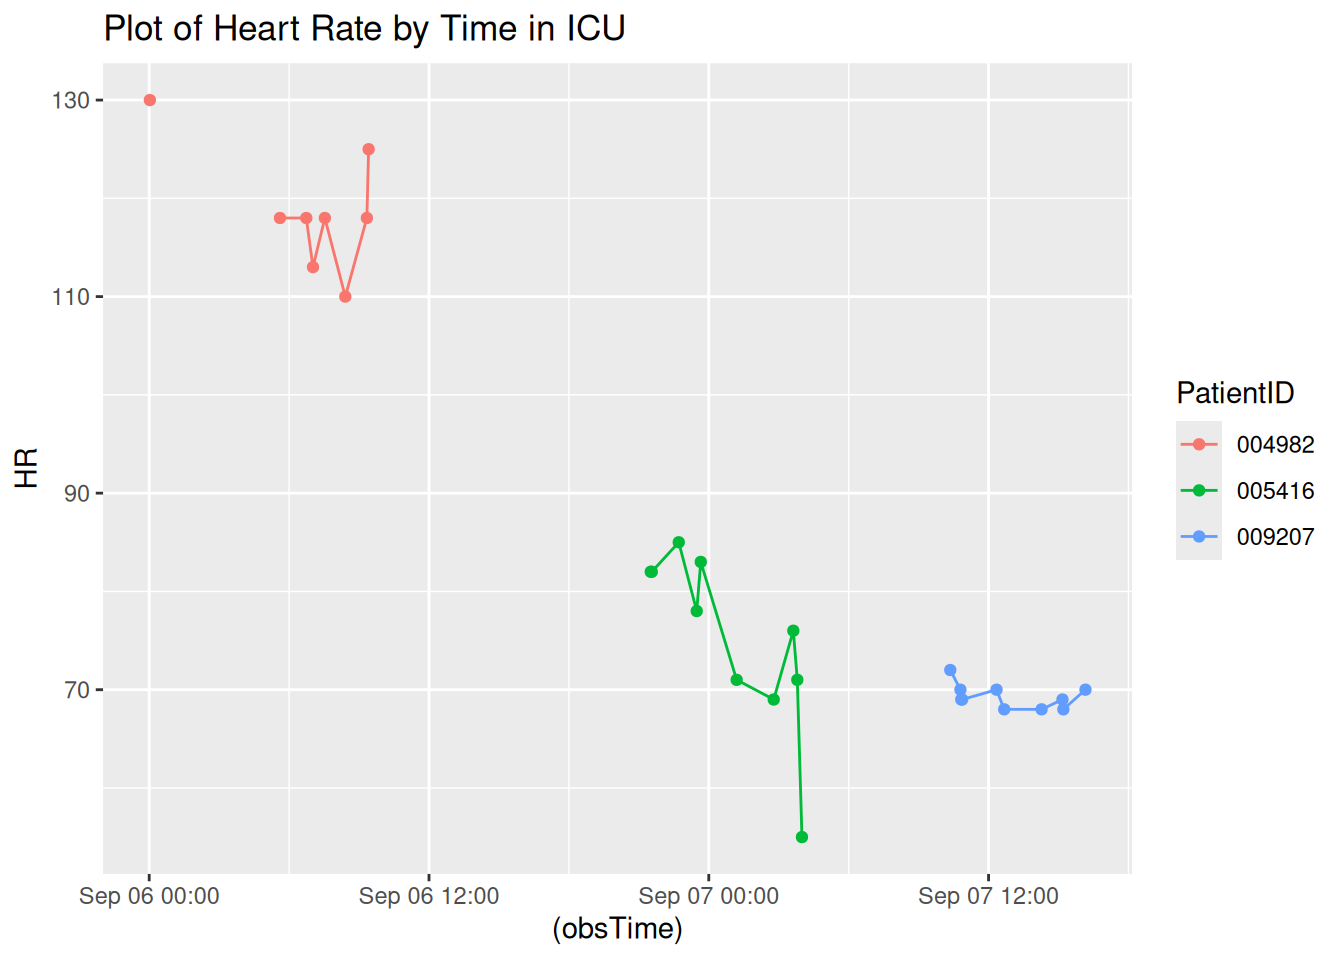 Plot of Heart Rate by Time in ICU
130
110
90
70
HR
Sep 06 00:00
Sep 06 12:00
Sep 07 00:00
Sep 07 12:00
(obsTime)
PatientID
004982
005416
009207